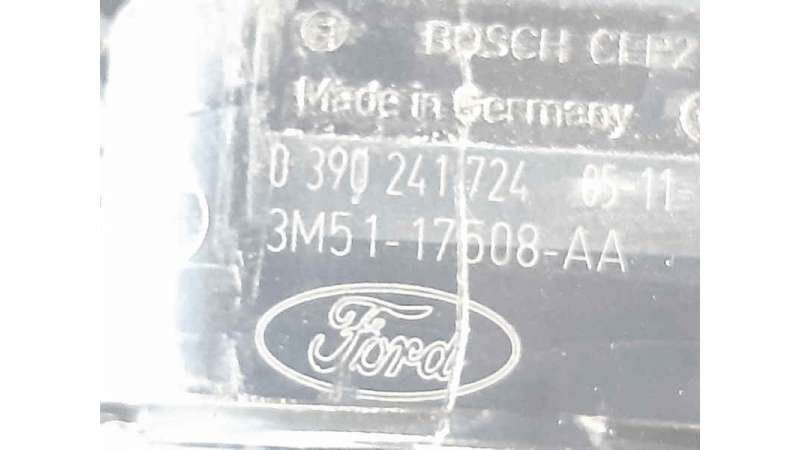 BOSCH CEP2
Made in Germany
0 390 241 724 05-11-
3M51-17508-AA
Ford